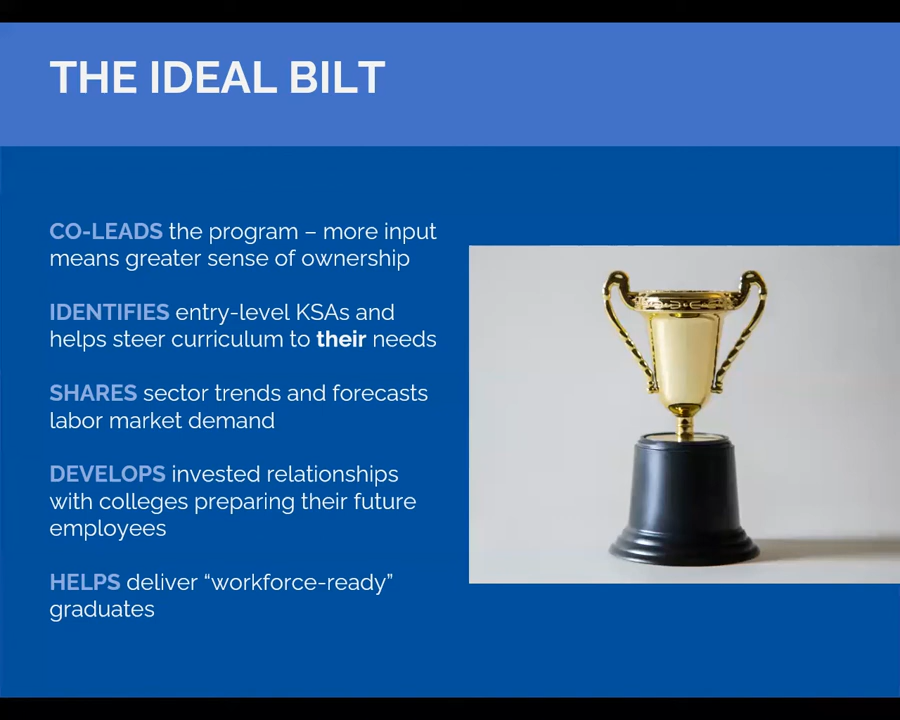 THE IDEAL BILT
CO-LEADS the program – more input
means greater sense of ownership
IDENTIFIES entry-level KSAs and
helps steer curriculum to their needs
SHARES sector trends and forecasts
labor market demand
DEVELOPS invested relationships
with colleges preparing their future
employees
HELPS deliver “workforce-ready”
graduates